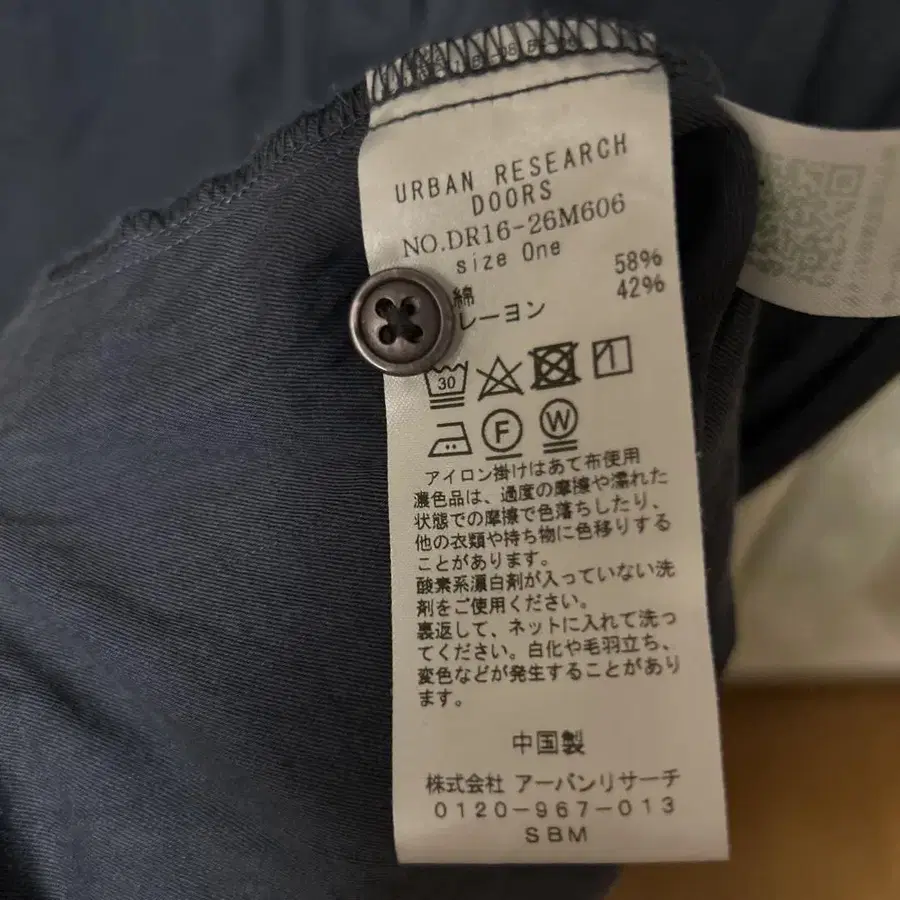 URBAN RESEARCH
DOORS
NO.DR16-26M606
size One
綿 58%
レーヨン 42%
30
F W
アイロン掛けはあて布使用
濃色品は、過度の摩擦や濡れた
状態での摩擦で色落ちしたり、
他の衣類や持ち物に色移りする
ことがあります。
酸素系漂白剤が入っていない洗
剤をご使用ください。
裏返して、ネットに入れて洗っ
てください。白化や毛羽立ち、
変色などが発生することがあり
ます。
中国製
株式会社 アーバンリサーチ
0120-967-013
SBM